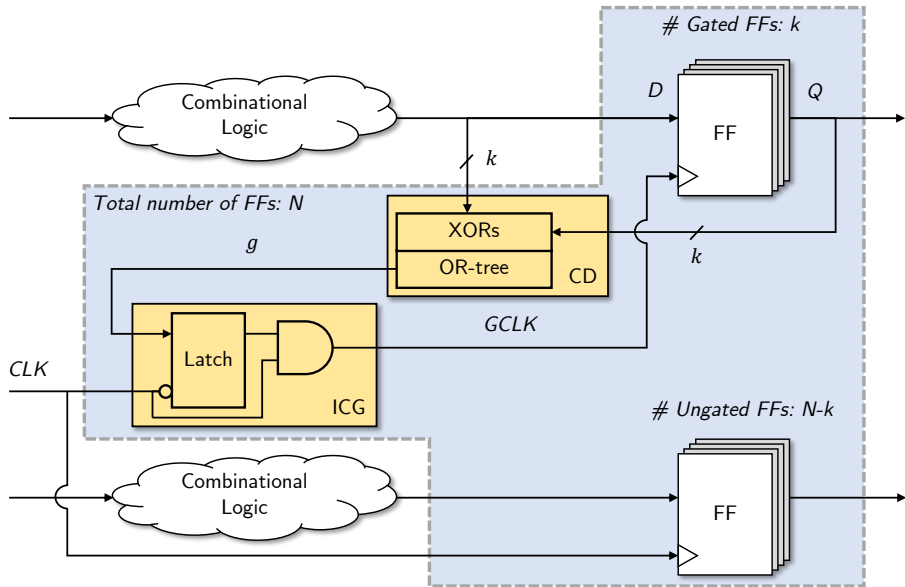 # Gated FFs: k
Combinational
Logic
D
Q
FF
k
Total number of FFs: N
XORs
OR-tree
CD
k
g
GCLK
Latch
ICG
CLK
# Ungated FFs: N-k
Combinational
Logic
FF